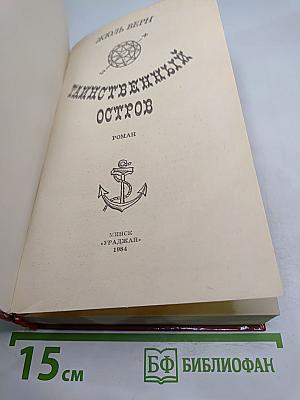 ЖЮЛЬ ВЕРН
ТАИНСТВЕННЫЙ
ОСТРОВ
РОМАН
МИНСК
«УРАДЖАЙ»
1984
15 см
БФ БИБЛИОФАН